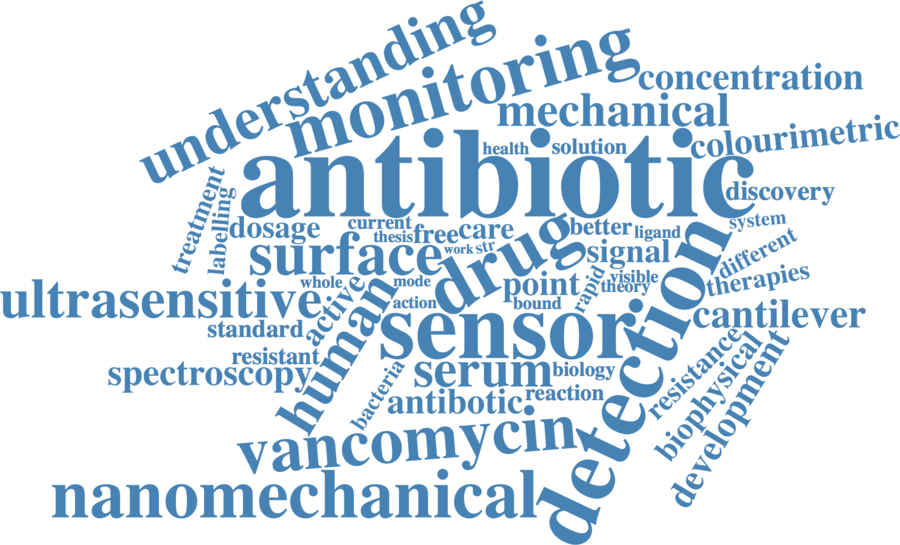 understanding
monitoring
concentration
mechanical
colourimetric
antibiotic
health
solution
discovery
treatment
labelling
dosage
current
thesis
free
care
work
str
better
ligand
system
surface
drug
signal
different
whole
mode
point
rapid
visible
theory
therapies
ultrasensitive
active
action
bound
standard
human
sensor
detection
cantilever
resistant
spectroscopy
bacteria
serum
biology
resistance
biophysical
development
antibotic
reaction
vancomycin
nanomechanical